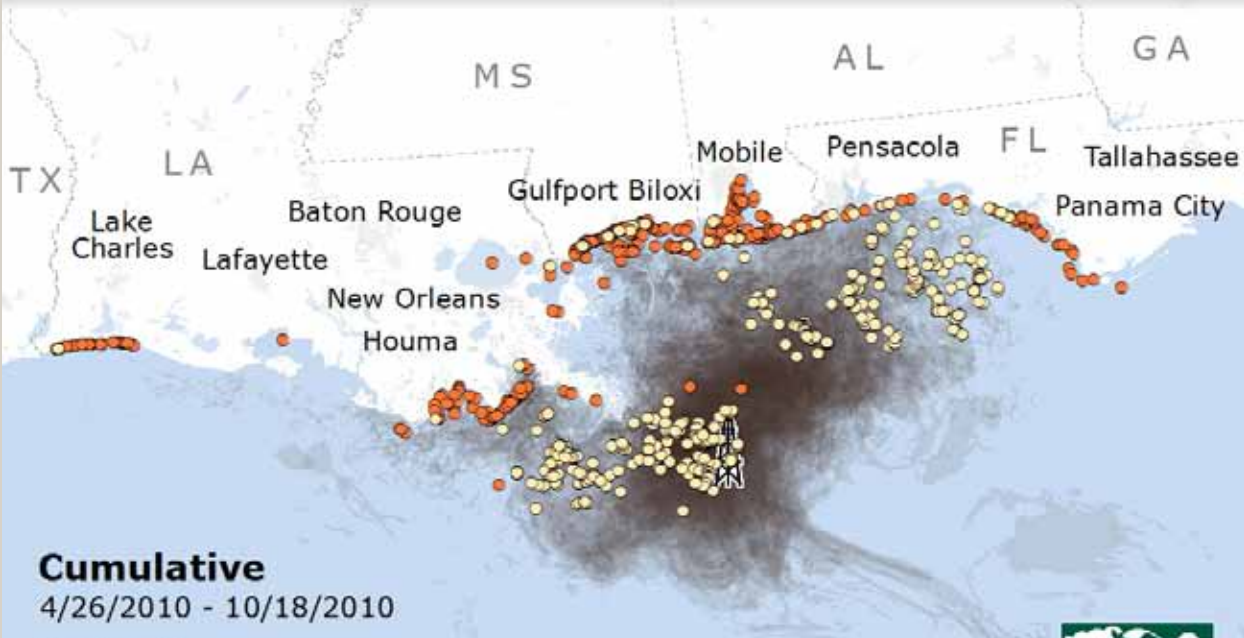 GA
AL
MS
Mobile
Pensacola
FL
Tallahassee
TX
LA
Gulfport Biloxi
Panama City
Lake
Charles
Baton Rouge
Lafayette
New Orleans
Houma
Cumulative
4/26/2010 - 10/18/2010